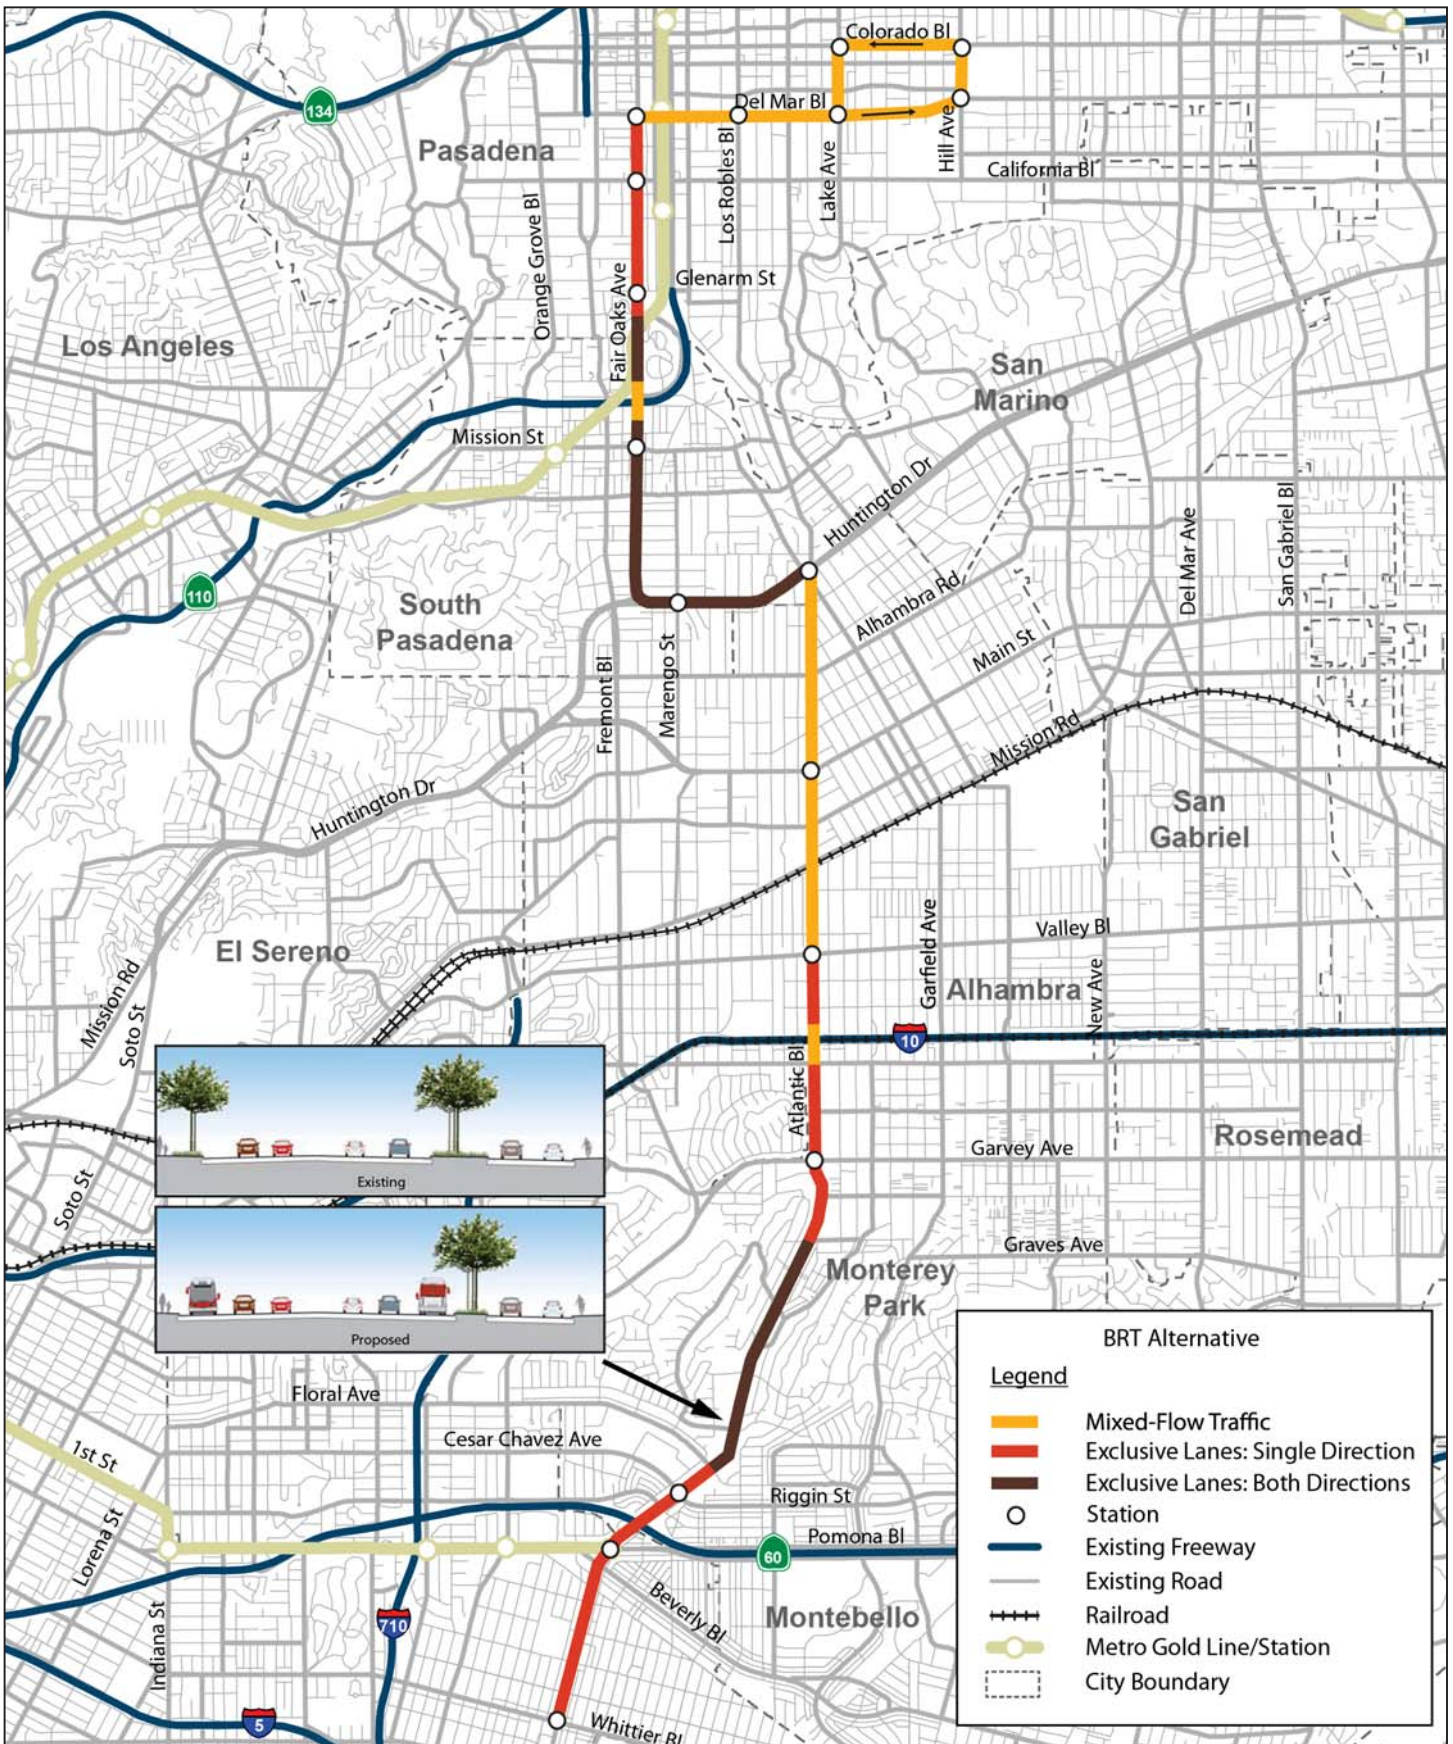 Colorado Bl
134
Del Mar Bl
Pasadena
Los Robles Bl
Lake Ave
Hill Ave
California Bl
Orange Grove Bl
Glenarm St
Fair Oaks Ave
Los Angeles
San
Marino
Mission St
Huntington Dr
Del Mar Ave
San Gabriel Bl
110
South
Pasadena
Alhambra Rd
Main St
Fremont Bl
Marengo St
Mission Rd
Huntington Dr
San
Gabriel
El Sereno
Garfield Ave
Valley Bl
Alhambra
New Ave
Mission Rd
Soto St
10
Atlantic Bl
Garvey Ave
Rosemead
Existing
Soto St
Graves Ave
Monterey
Park
Proposed
Floral Ave
Cesar Chavez Ave
1st St
Riggin St
Pomona Bl
60
Lorena St
Indiana St
710
Beverly Bl
Montebello
5
Whittier Bl
BRT Alternative
Legend
Mixed-Flow Traffic
Exclusive Lanes: Single Direction
Exclusive Lanes: Both Directions
Station
Existing Freeway
Existing Road
Railroad
Metro Gold Line/Station
City Boundary